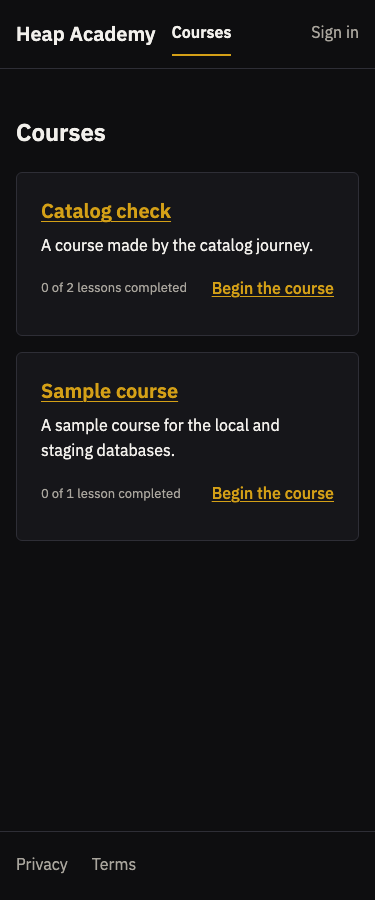 Heap Academy Courses Sign in
Courses
Catalog check
A course made by the catalog journey.
0 of 2 lessons completed Begin the course
Sample course
A sample course for the local and
staging databases.
0 of 1 lesson completed Begin the course
Privacy Terms